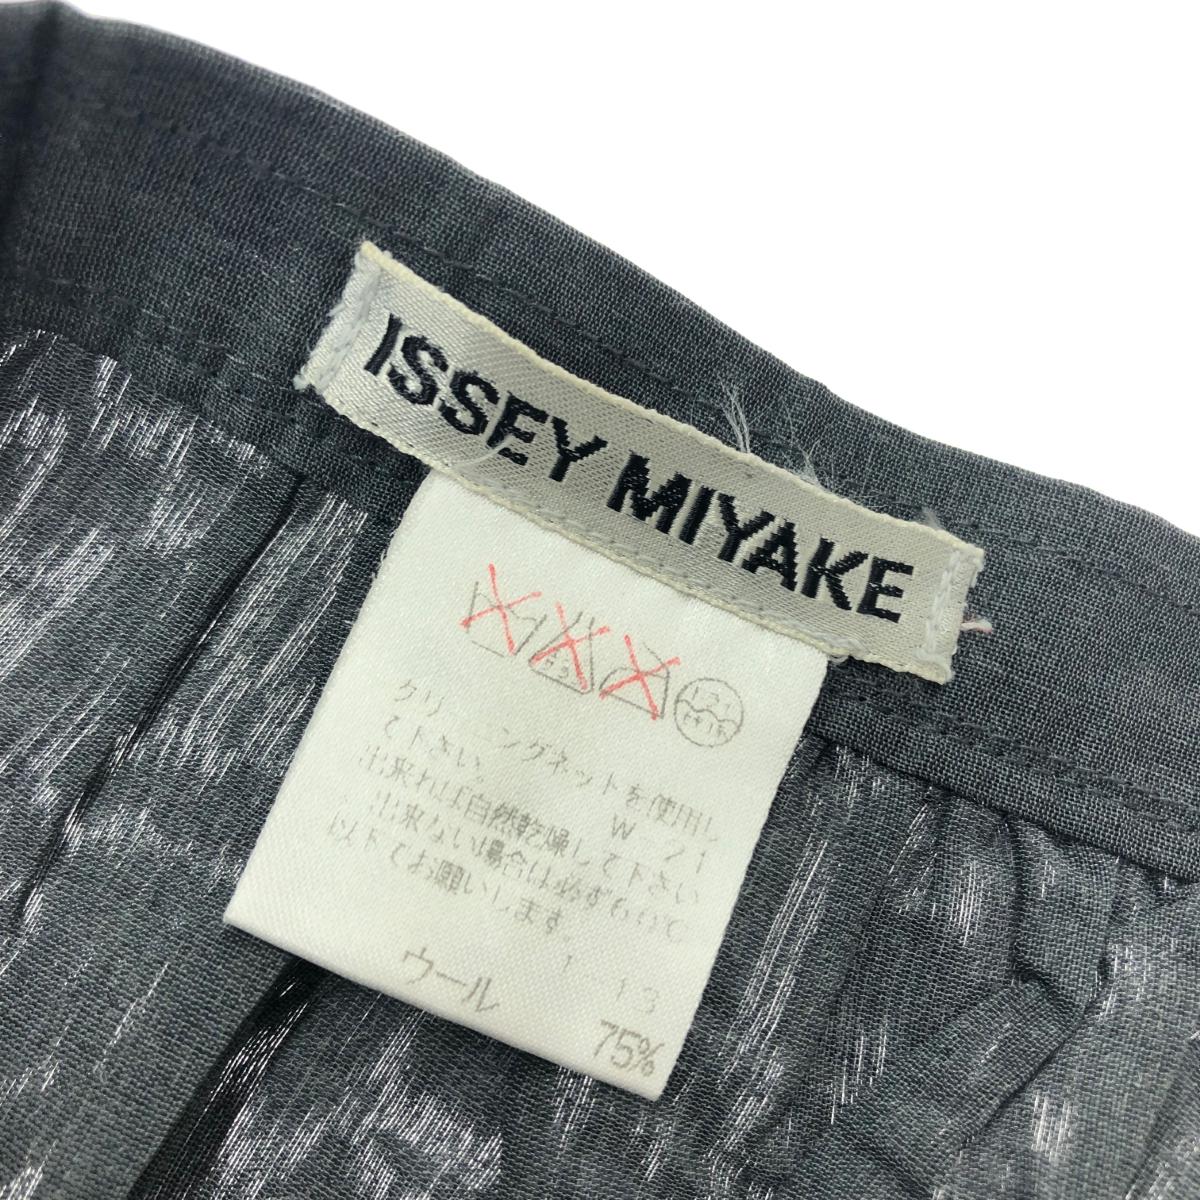 ISSEY MIYAKE
クリーニングネットを使用し
て下さい。 W-21
出来れば自然乾燥して下さい
出来ない場合は必ず60℃
以下でお願いします。
1-13
ウール 75%